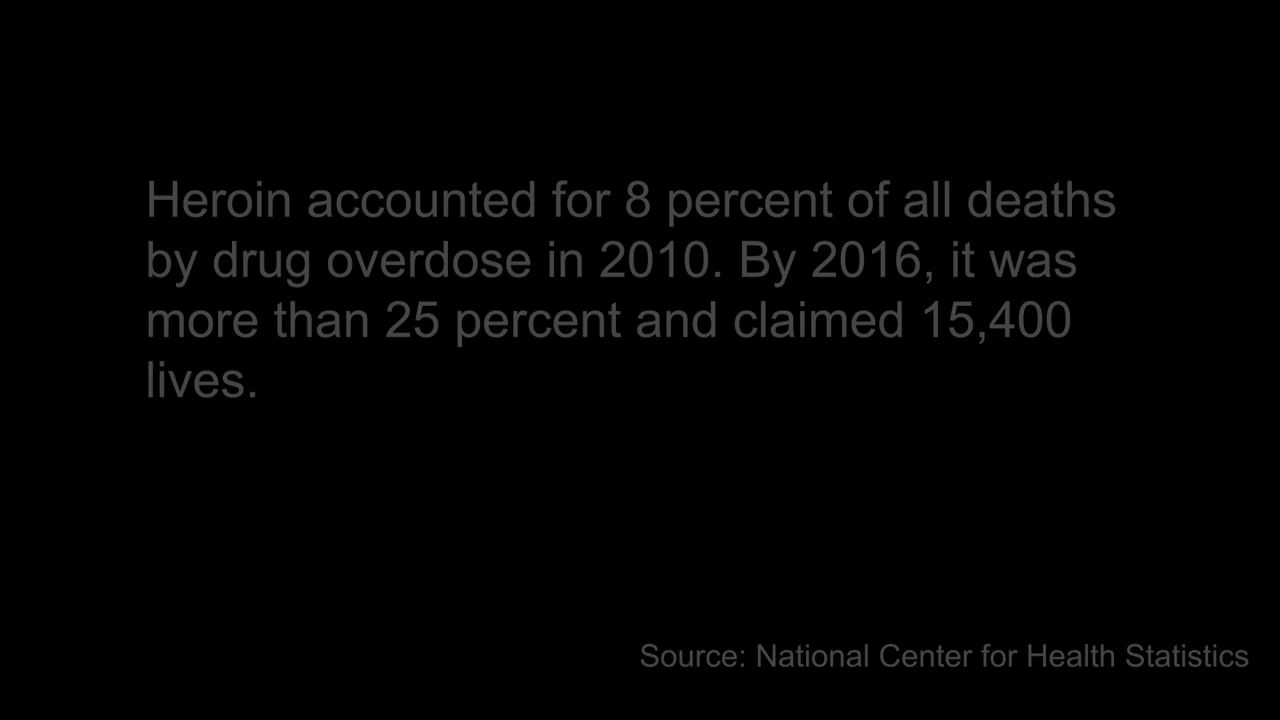 Heroin accounted for 8 percent of all deaths
by drug overdose in 2010. By 2016, it was
more than 25 percent and claimed 15,400
lives.
Source: National Center for Health Statistics